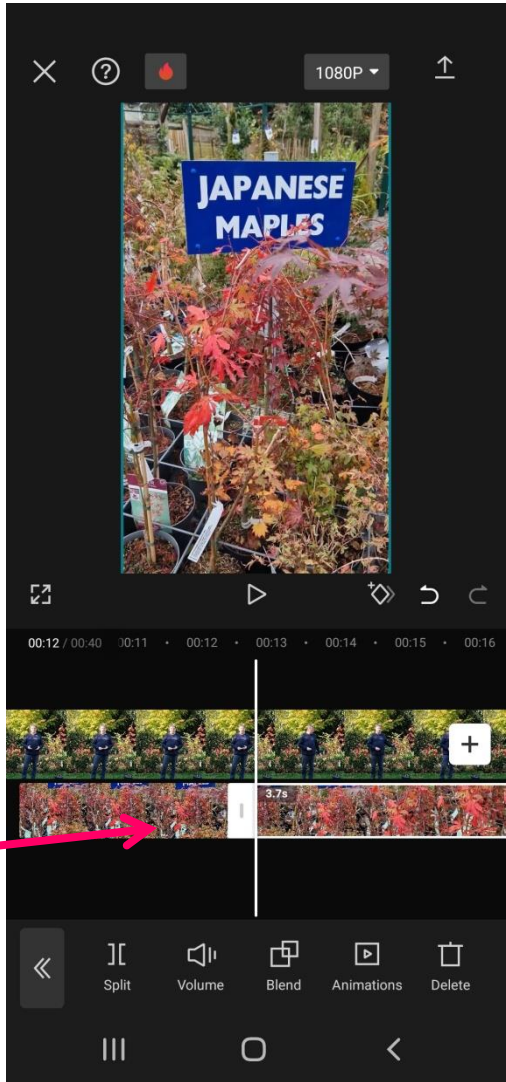 1080P
JAPANESE
MAPLES
00:12 / 00:40 00:11 00:12 00:13 00:14 00:15 00:16
3.7s
Split Volume Blend Animations Delete